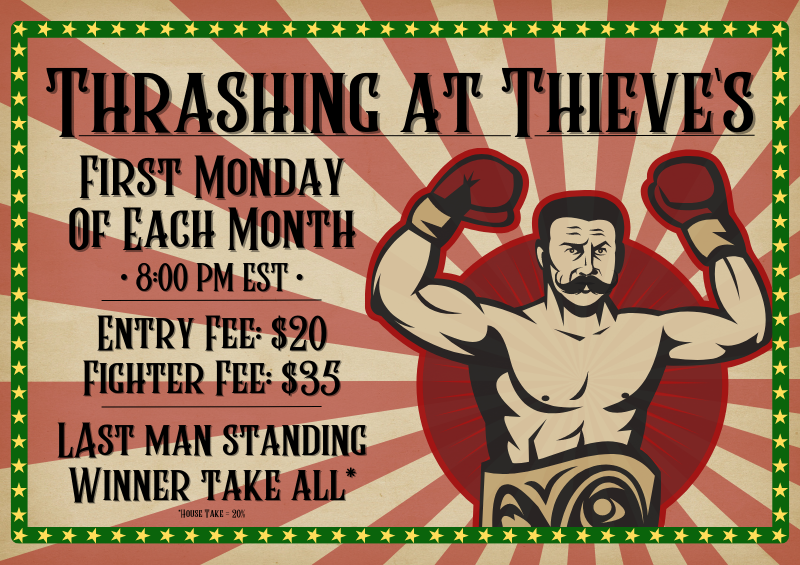 Thrashing at Thieve's
First Monday
Of Each Month
• 8:00 PM EST •
Entry Fee: $20
Fighter Fee: $35
Last man standing
Winner take all*
*House Take = 20%